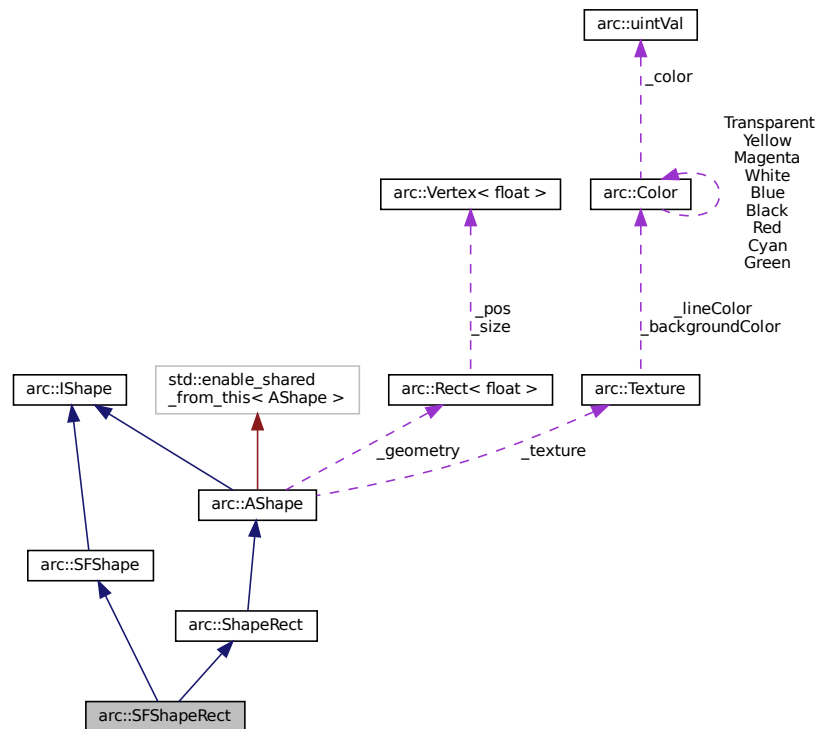 arc::uintVal
_color
Transparent
Yellow
Magenta
White
Blue
Black
Red
Cyan
Green
arc::Vertex< float >
arc::Color
_pos
_size
_lineColor
_backgroundColor
arc::IShape
std::enable_shared
_from_this< AShape >
arc::Rect< float >
arc::Texture
_geometry
_texture
arc::AShape
arc::SFShape
arc::ShapeRect
arc::SFShapeRect